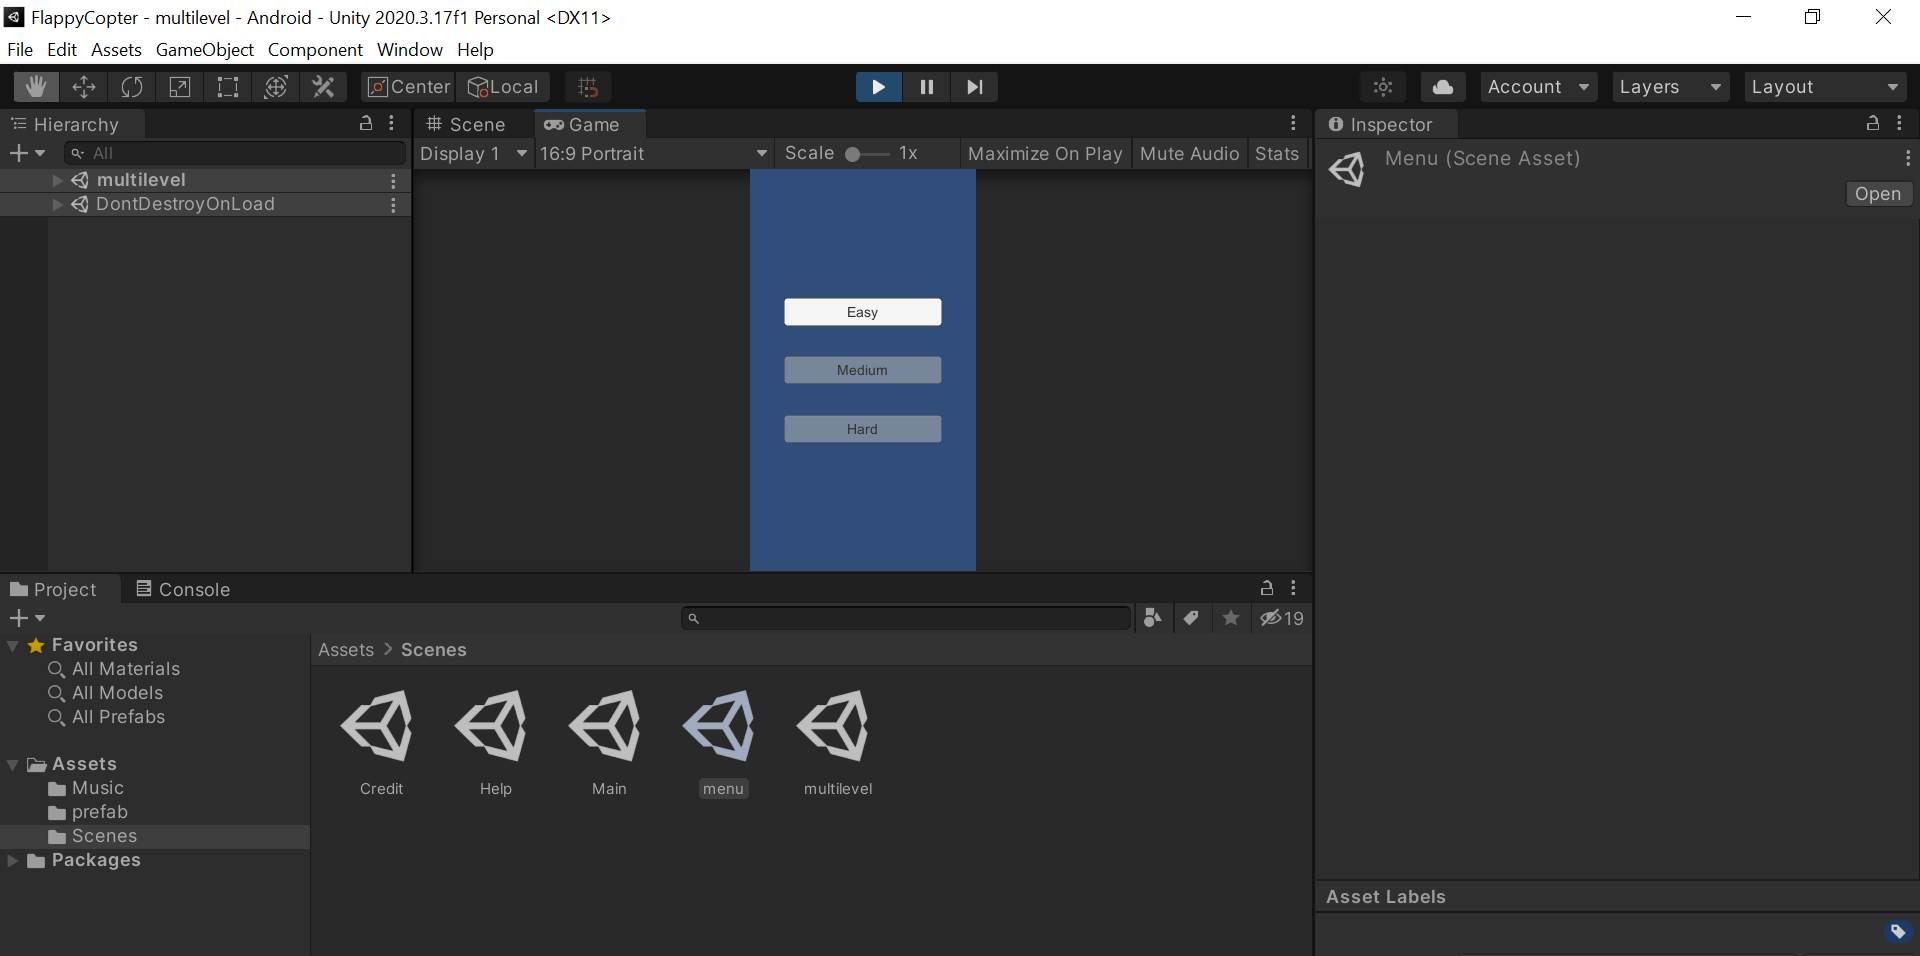 FlappyCopter - multilevel - Android - Unity 2020.3.17f1 Personal <DX11>
File Edit Assets GameObject Component Window Help
Center Local Account Layers Layout
Hierarchy
All
multilevel
DontDestroyOnLoad
Scene Game
Display 1 16:9 Portrait Scale 1x Maximize On Play Mute Audio Stats
Easy
Medium
Hard
Inspector
Menu (Scene Asset)
Open
Project Console
19
Favorites
All Materials
All Models
All Prefabs
Assets
Music
prefab
Scenes
Packages
Assets > Scenes
Credit Help Main menu multilevel
Asset Labels